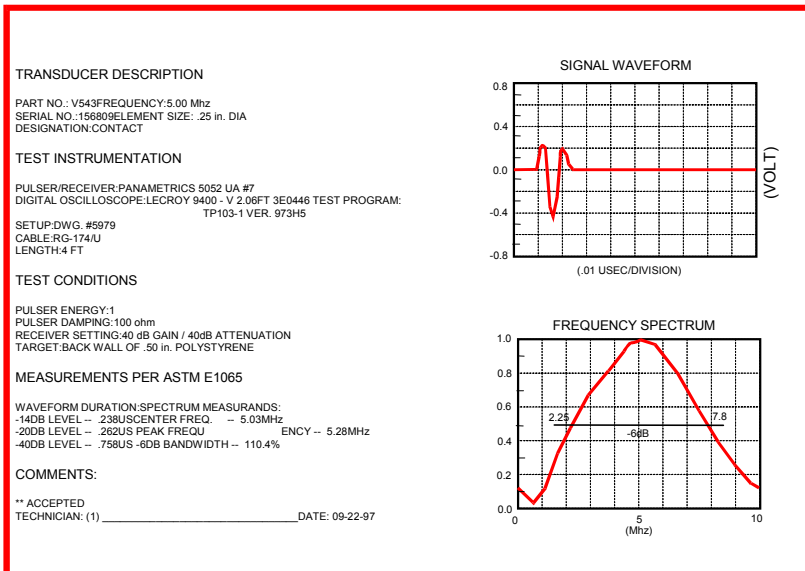 TRANSDUCER DESCRIPTION
PART NO.: V543FREQUENCY:5.00 Mhz
SERIAL NO.:156809ELEMENT SIZE: .25 in. DIA
DESIGNATION:CONTACT
TEST INSTRUMENTATION
PULSER/RECEIVER:PANAMETRICS 5052 UA #7
DIGITAL OSCILLOSCOPE:LECROY 9400 - V 2.06FT 3E0446 TEST PROGRAM:
TP103-1 VER. 973H5
SETUP:DWG. #5979
CABLE:RG-174/U
LENGTH:4 FT
TEST CONDITIONS
PULSER ENERGY:1
PULSER DAMPING:100 ohm
RECEIVER SETTING:40 dB GAIN / 40dB ATTENUATION
TARGET:BACK WALL OF .50 in. POLYSTYRENE
MEASUREMENTS PER ASTM E1065
WAVEFORM DURATION:SPECTRUM MEASURANDS:
-14DB LEVEL -- .238USCENTER FREQ. -- 5.03MHz
-20DB LEVEL -- .262US PEAK FREQU ENCY -- 5.28MHz
-40DB LEVEL -- .758US -6DB BANDWIDTH -- 110.4%
COMMENTS:
** ACCEPTED
TECHNICIAN: (1) ________________________________DATE: 09-22-97
SIGNAL WAVEFORM
0.8
0.4
0.0
-0.4
-0.8
(VOLT)
(.01 USEC/DIVISION)
FREQUENCY SPECTRUM
1.0
0.8
0.6
0.4
0.2
0.0
2.25
7.8
-6dB
0
5
10
(Mhz)